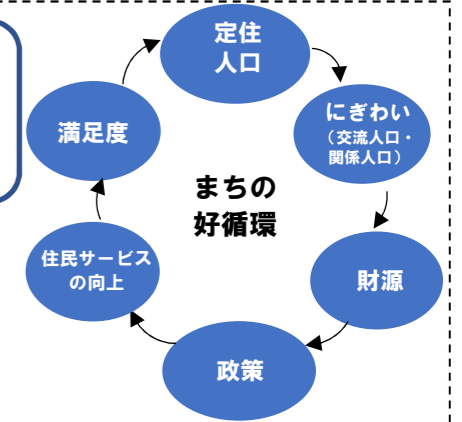 定住
人口
にぎわい
（交流人口・
関係人口）
財源
政策
住民サービス
の向上
満足度
まちの
好循環